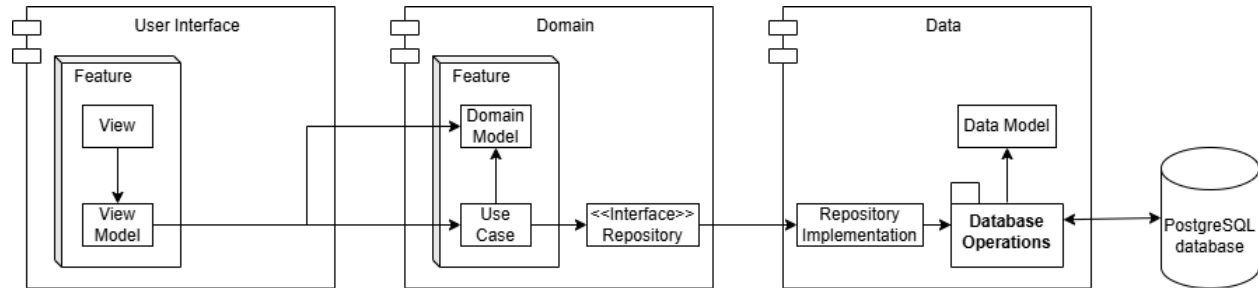 User Interface
Feature
View
View
Model
Domain
Feature
Domain
Model
Use
Case
<<Interface>>
Repository
Data
Data Model
Repository
Implementation
Database
Operations
PostgreSQL
database